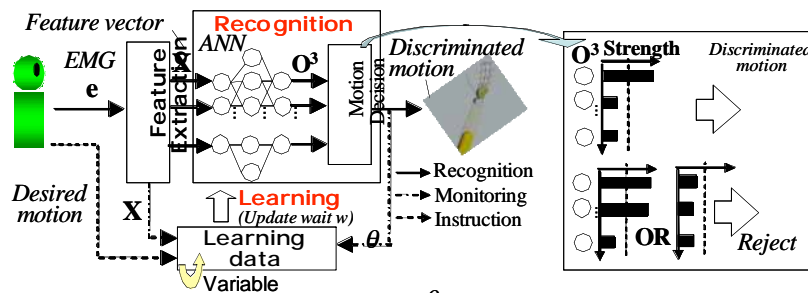 Feature vector
Recognition
EMG
ANN
O³
Discriminated
motion
e
x
Feature
Extraction
Motion
Decision
Desired
motion
X
Learning
(Update wait w)
Learning
data
θ
Variable
Recognition
Monitoring
Instruction
O³ Strength
Discriminated
motion
OR
Reject